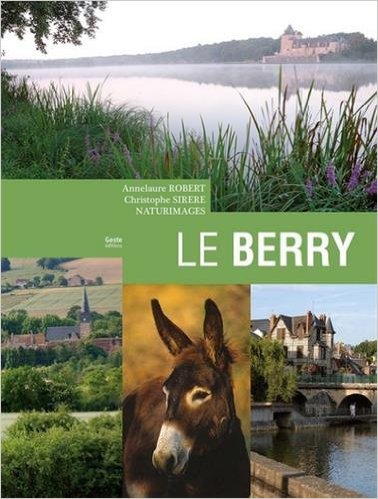 Annelaure ROBERT
Christophe SIRERE
NATURIMAGES
Geste
éditions
LE BERRY